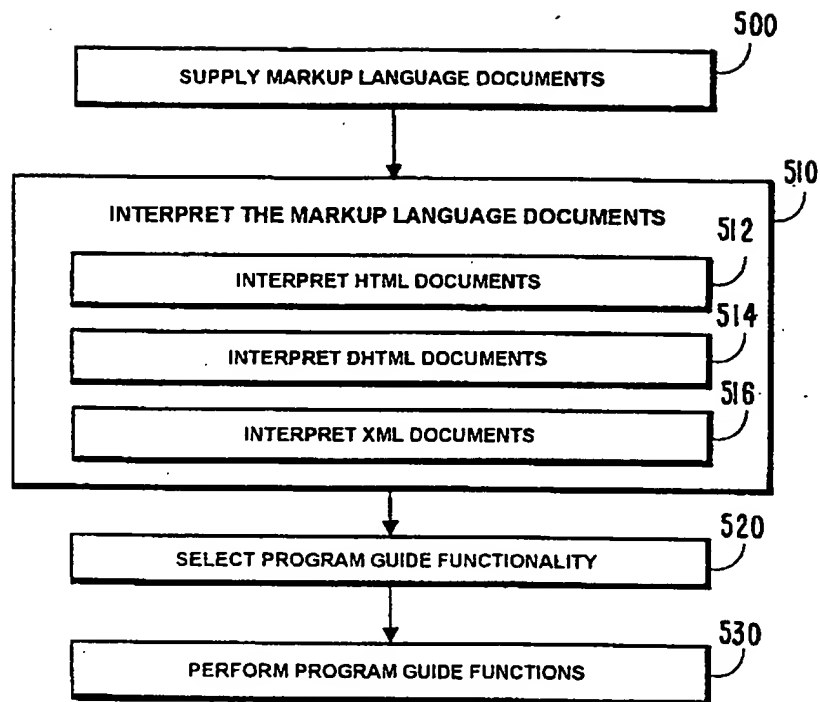 500
SUPPLY MARKUP LANGUAGE DOCUMENTS
510
INTERPRET THE MARKUP LANGUAGE DOCUMENTS
512
INTERPRET HTML DOCUMENTS
514
INTERPRET DHTML DOCUMENTS
516
INTERPRET XML DOCUMENTS
520
SELECT PROGRAM GUIDE FUNCTIONALITY
530
PERFORM PROGRAM GUIDE FUNCTIONS